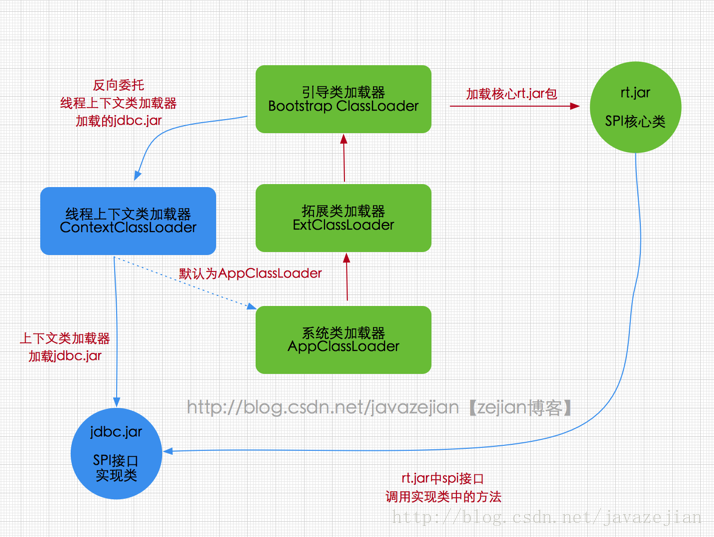 反向委托
线程上下文类加载器
加载的jdbc.jar
引导类加载器
Bootstrap ClassLoader
加载核心rt.jar包
rt.jar
SPI核心类
线程上下文类加载器
ContextClassLoader
拓展类加载器
ExtClassLoader
默认为AppClassLoader
上下文类加载器
加载jdbc.jar
系统类加载器
AppClassLoader
http://blog.csdn.net/javazejian【zejian博客】
jdbc.jar
SPI接口
实现类
rt.jar中spi接口
调用实现类中的方法
http://blog.csdn.net/javazejian